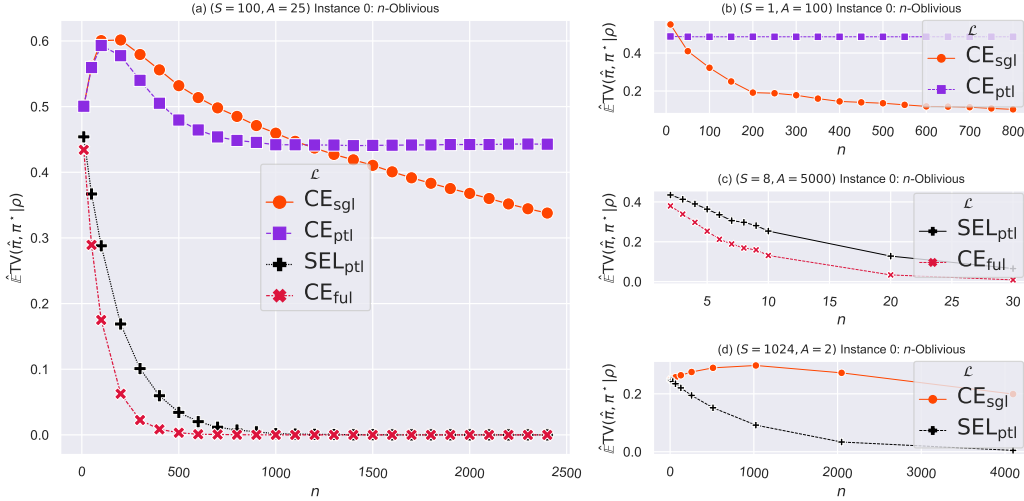 (a) (S = 100, A = 25) Instance 0: n-Oblivious
𝔼̂TV(π̂, π* | ρ)
0.6
0.5
0.4
0.3
0.2
0.1
0.0
0
500
1000
1500
2000
2500
n
ℒ
CE_sgl
CE_ptl
SEL_ptl
CE_ful
(b) (S = 1, A = 100) Instance 0: n-Oblivious
𝔼̂TV(π̂, π* | ρ)
0.4
0.2
0
100
200
300
400
500
600
700
800
n
ℒ
CE_sgl
CE_ptl
(c) (S = 8, A = 5000) Instance 0: n-Oblivious
𝔼̂TV(π̂, π* | ρ)
0.4
0.2
0.0
5
10
15
20
25
30
n
ℒ
SEL_ptl
CE_ful
(d) (S = 1024, A = 2) Instance 0: n-Oblivious
𝔼̂TV(π̂, π* | ρ)
0.2
0.0
0
1000
2000
3000
4000
n
ℒ
CE_sgl
SEL_ptl